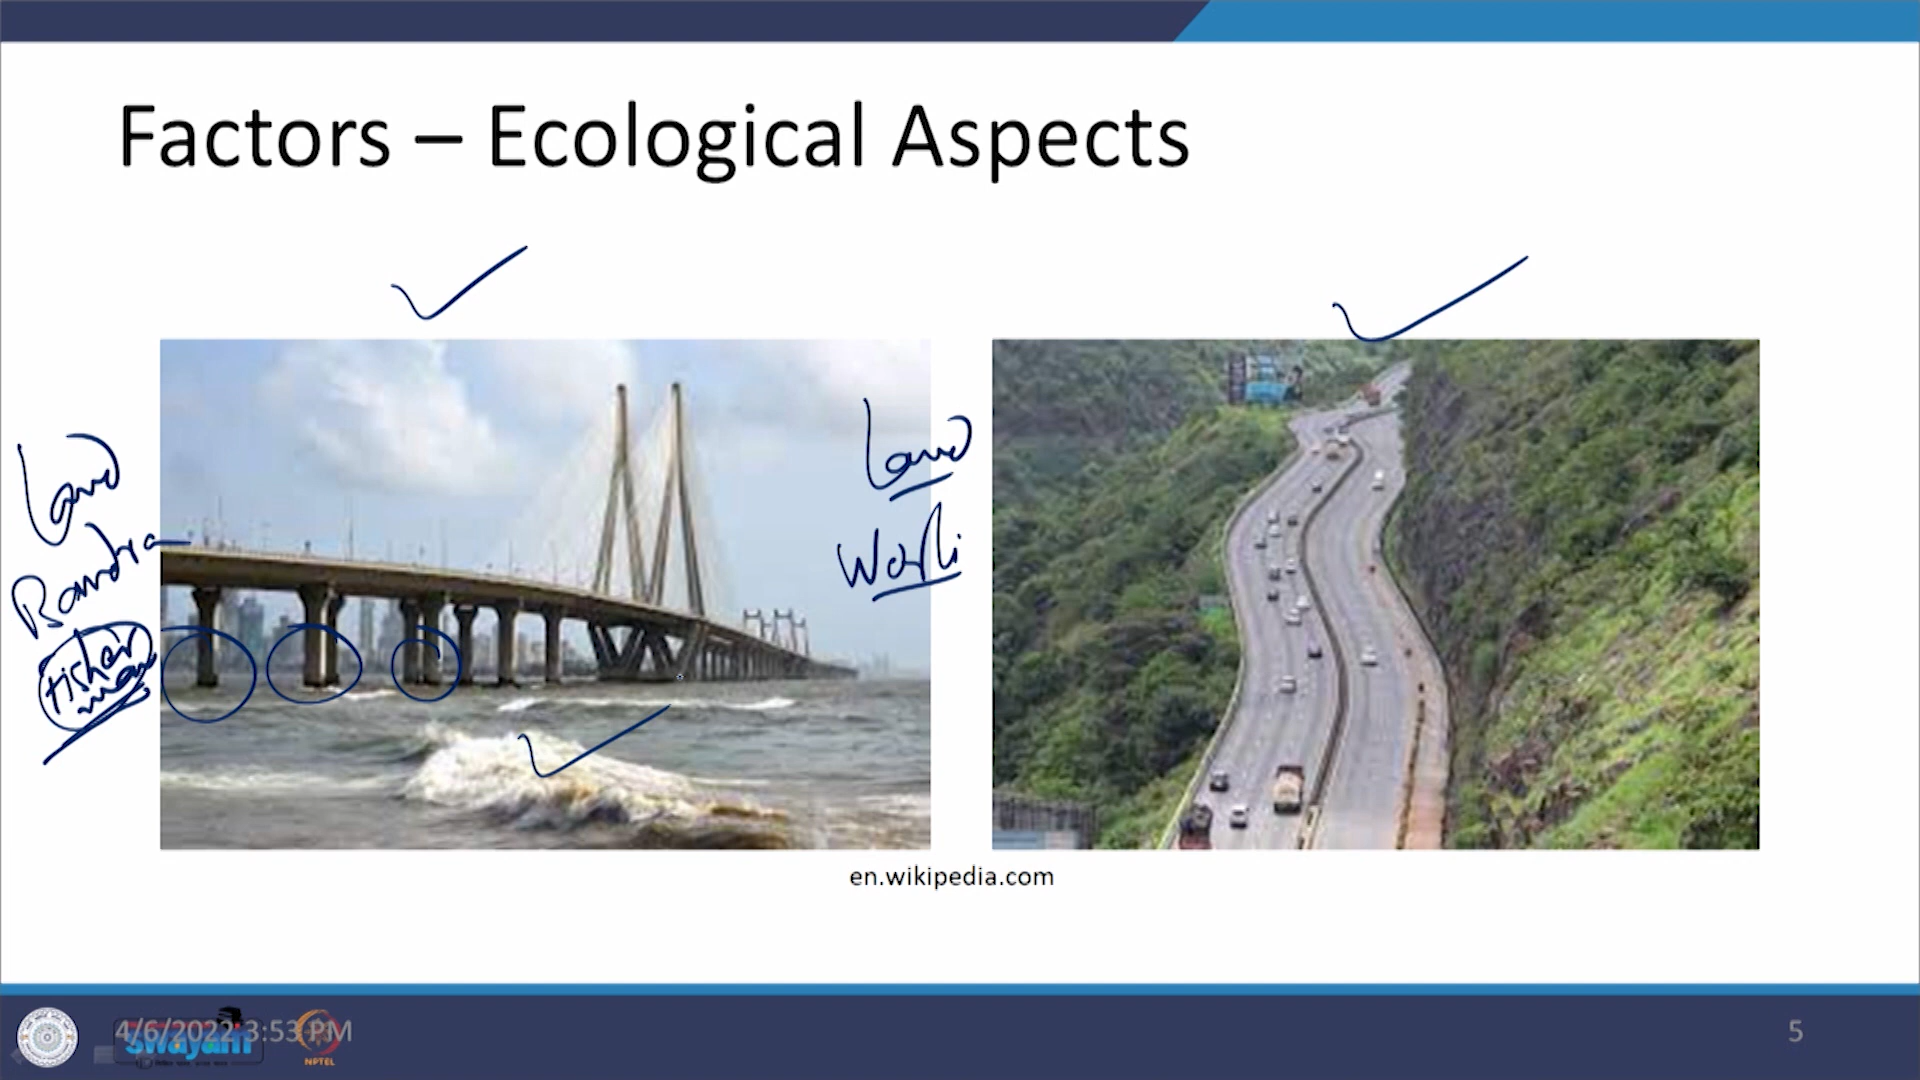 Factors – Ecological Aspects
Land
Bandra
Fisher
man
Land
Worli
en.wikipedia.com
4/6/2022 3:53 PM
swayam
NPTEL
5